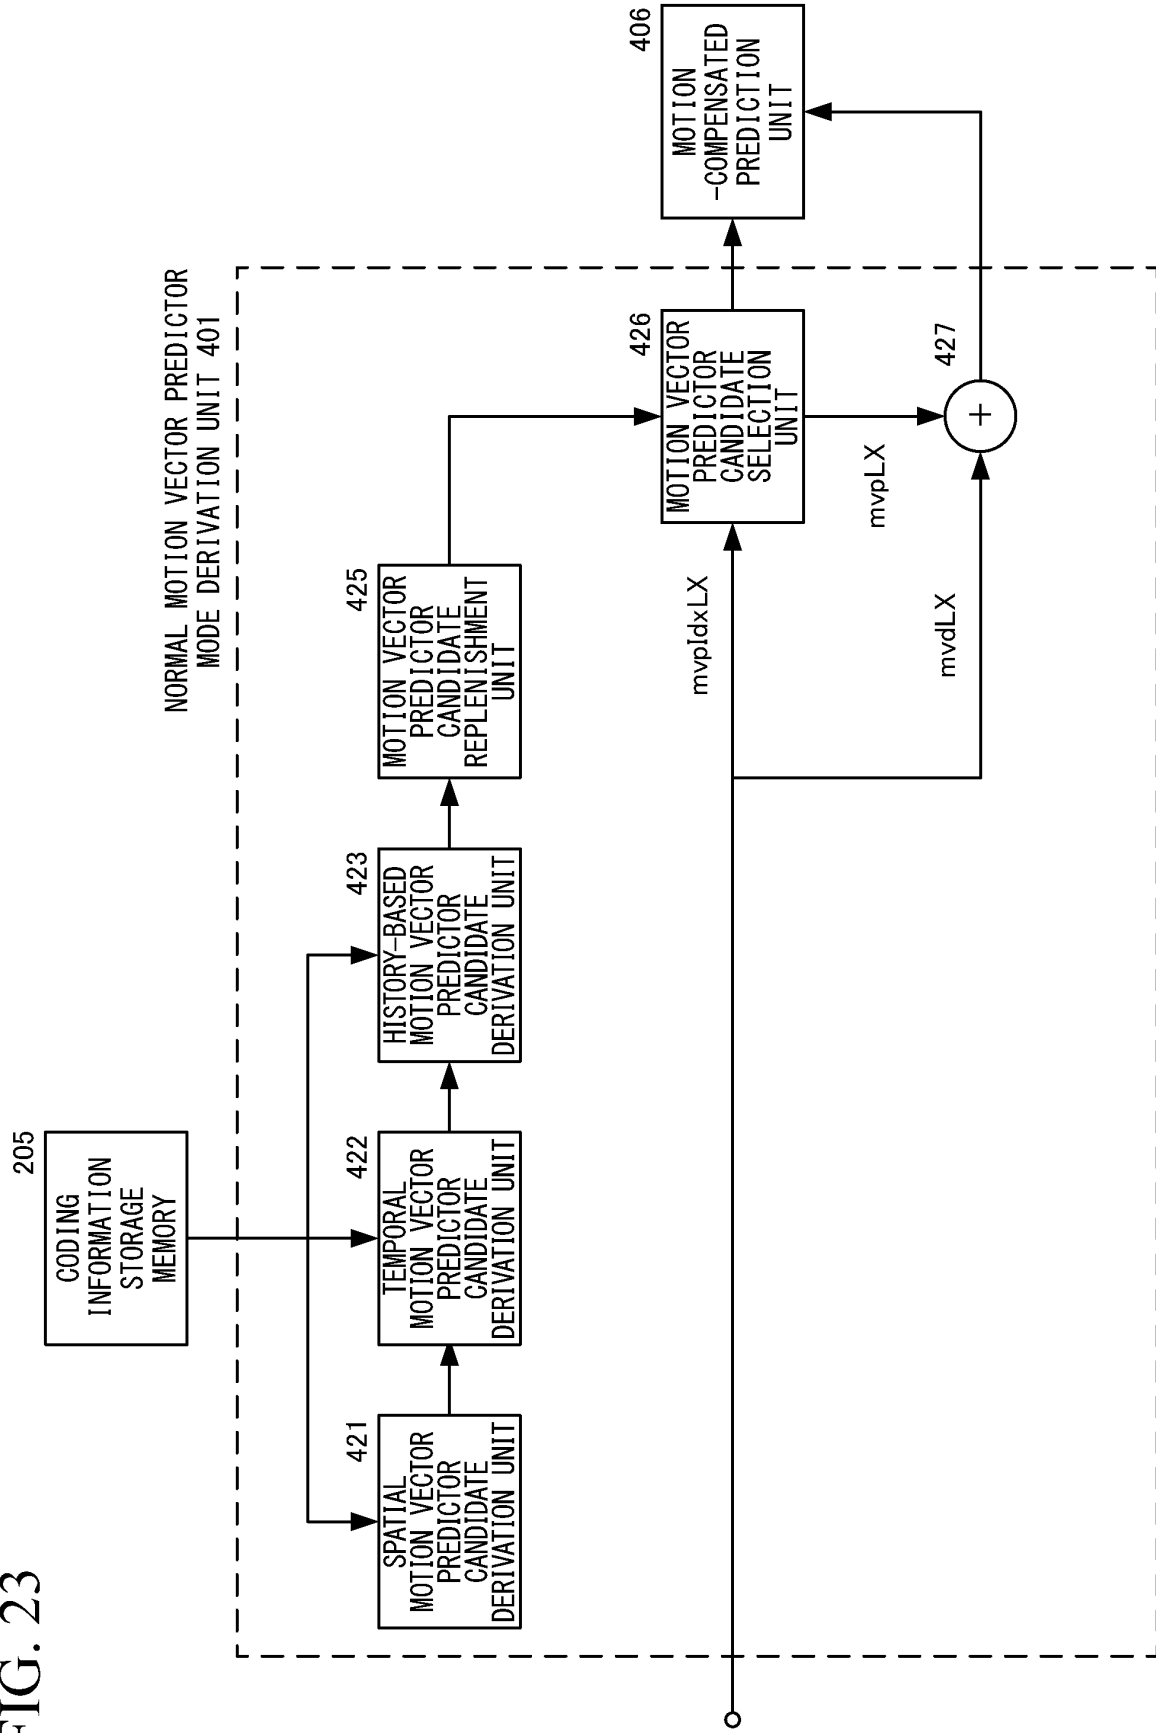 FIG. 23
205
CODING
INFORMATION
STORAGE
MEMORY
NORMAL MOTION VECTOR PREDICTOR
MODE DERIVATION UNIT 401
421
SPATIAL
MOTION VECTOR
PREDICTOR
CANDIDATE
DERIVATION UNIT
422
TEMPORAL
MOTION VECTOR
PREDICTOR
CANDIDATE
DERIVATION UNIT
423
HISTORY-BASED
MOTION VECTOR
PREDICTOR
CANDIDATE
DERIVATION UNIT
425
MOTION VECTOR
PREDICTOR
CANDIDATE
REPLENISHMENT
UNIT
mvpIdxLX
426
MOTION VECTOR
PREDICTOR
CANDIDATE
SELECTION
UNIT
406
MOTION
-COMPENSATED
PREDICTION
UNIT
mvpLX
mvdLX
427
+